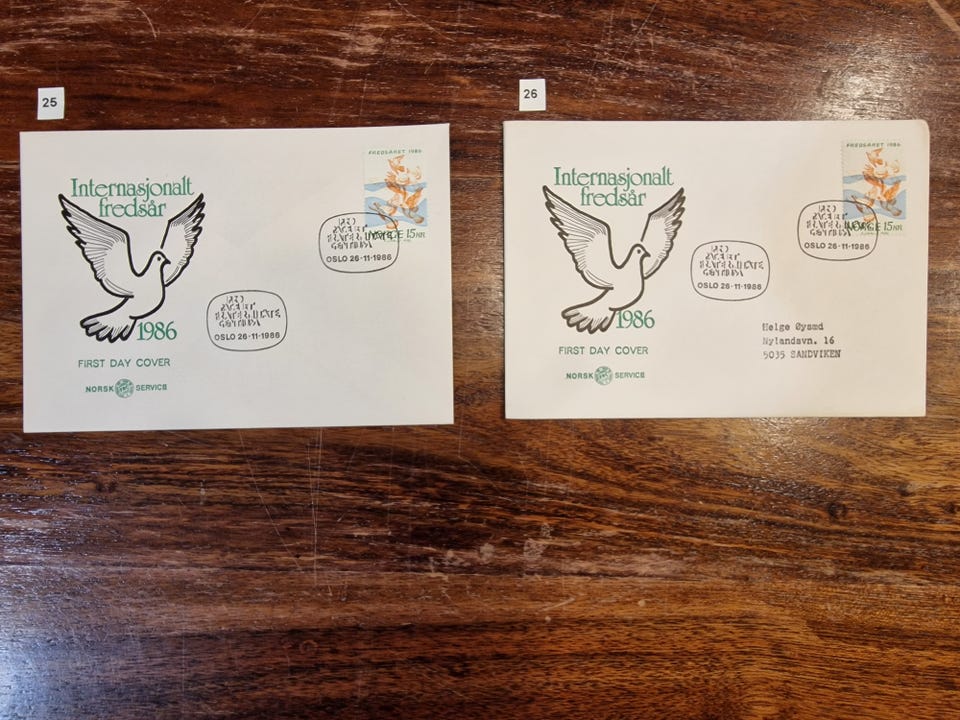 25
Internasjonalt
fredsår
1986
FIRST DAY COVER
NORSK SERVICE
FREDSÅRET 1986
NORGE 15 KR
OSLO 26-11-1986
OSLO 26-11-1986
26
Internasjonalt
fredsår
1986
FIRST DAY COVER
NORSK SERVICE
FREDSÅRET 1986
NORGE 15 KR
OSLO 26-11-1986
OSLO 26-11-1986
Helge Øysmd
Nylandsvn. 16
5035 SANDVIKEN